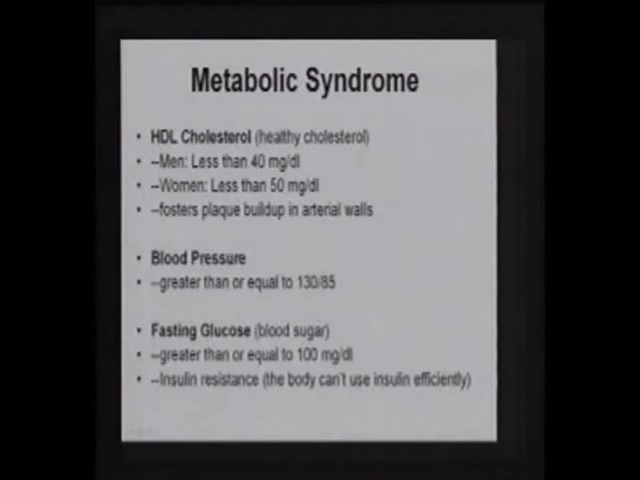 Metabolic Syndrome
• HDL Cholesterol (healthy cholesterol)
• –Men: Less than 40 mg/dl
• –Women: Less than 50 mg/dl
• –fosters plaque buildup in arterial walls
• Blood Pressure
• –greater than or equal to 130/85
• Fasting Glucose (blood sugar)
• –greater than or equal to 100 mg/dl
• –Insulin resistance (the body can't use insulin efficiently)